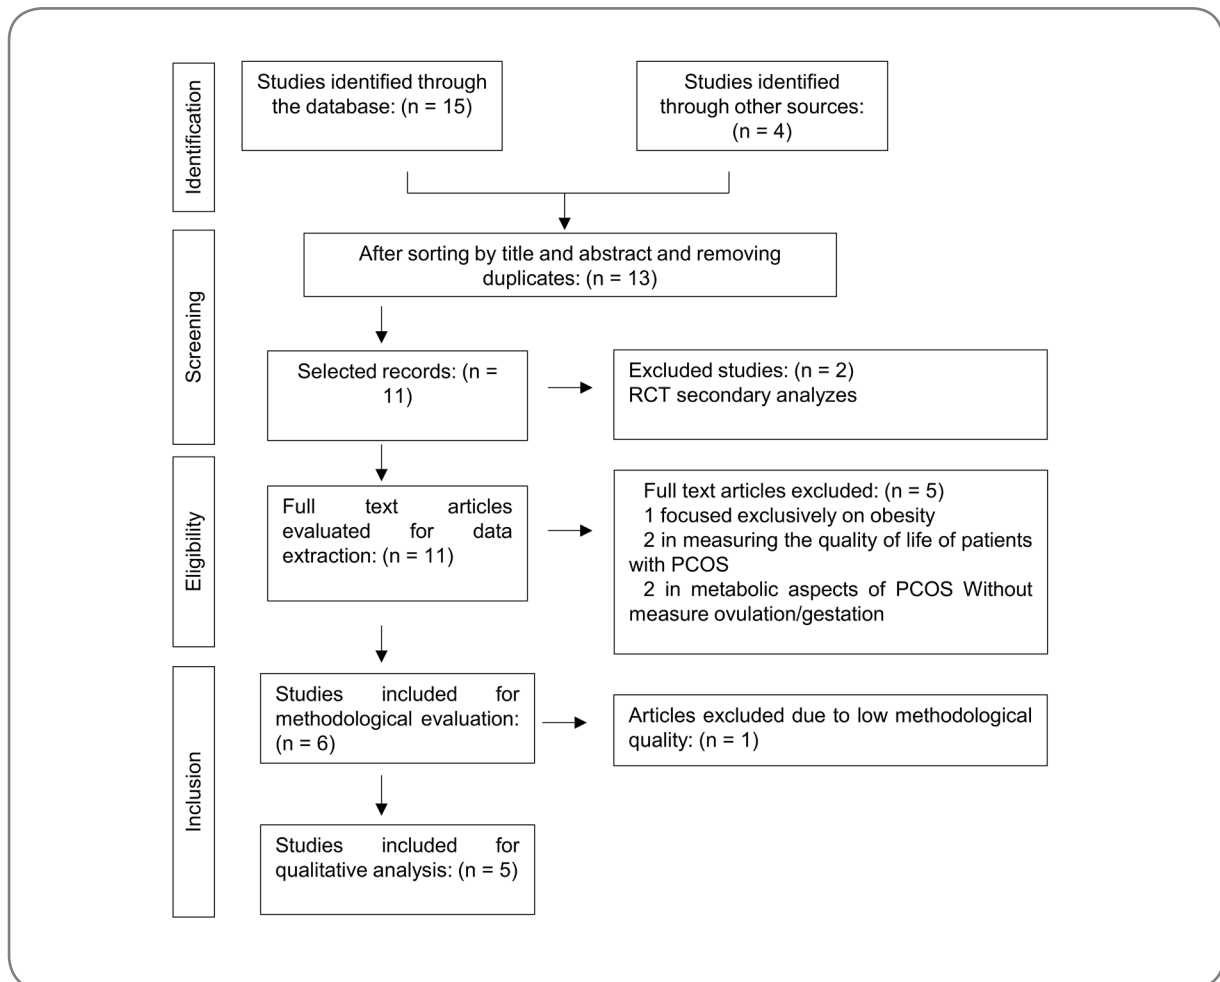 Identification
Studies identified through
the database: (n = 15)
Studies identified
through other sources:
(n = 4)
Screening
After sorting by title and abstract and removing
duplicates: (n = 13)
Selected records: (n =
11)
Excluded studies: (n = 2)
RCT secondary analyzes
Eligibility
Full text articles
evaluated for data
extraction: (n = 11)
Full text articles excluded: (n = 5)
1 focused exclusively on obesity
2 in measuring the quality of life of patients
with PCOS
2 in metabolic aspects of PCOS Without
measure ovulation/gestation
Inclusion
Studies included for
methodological evaluation:
(n = 6)
Articles excluded due to low methodological
quality: (n = 1)
Studies included for
qualitative analysis: (n = 5)